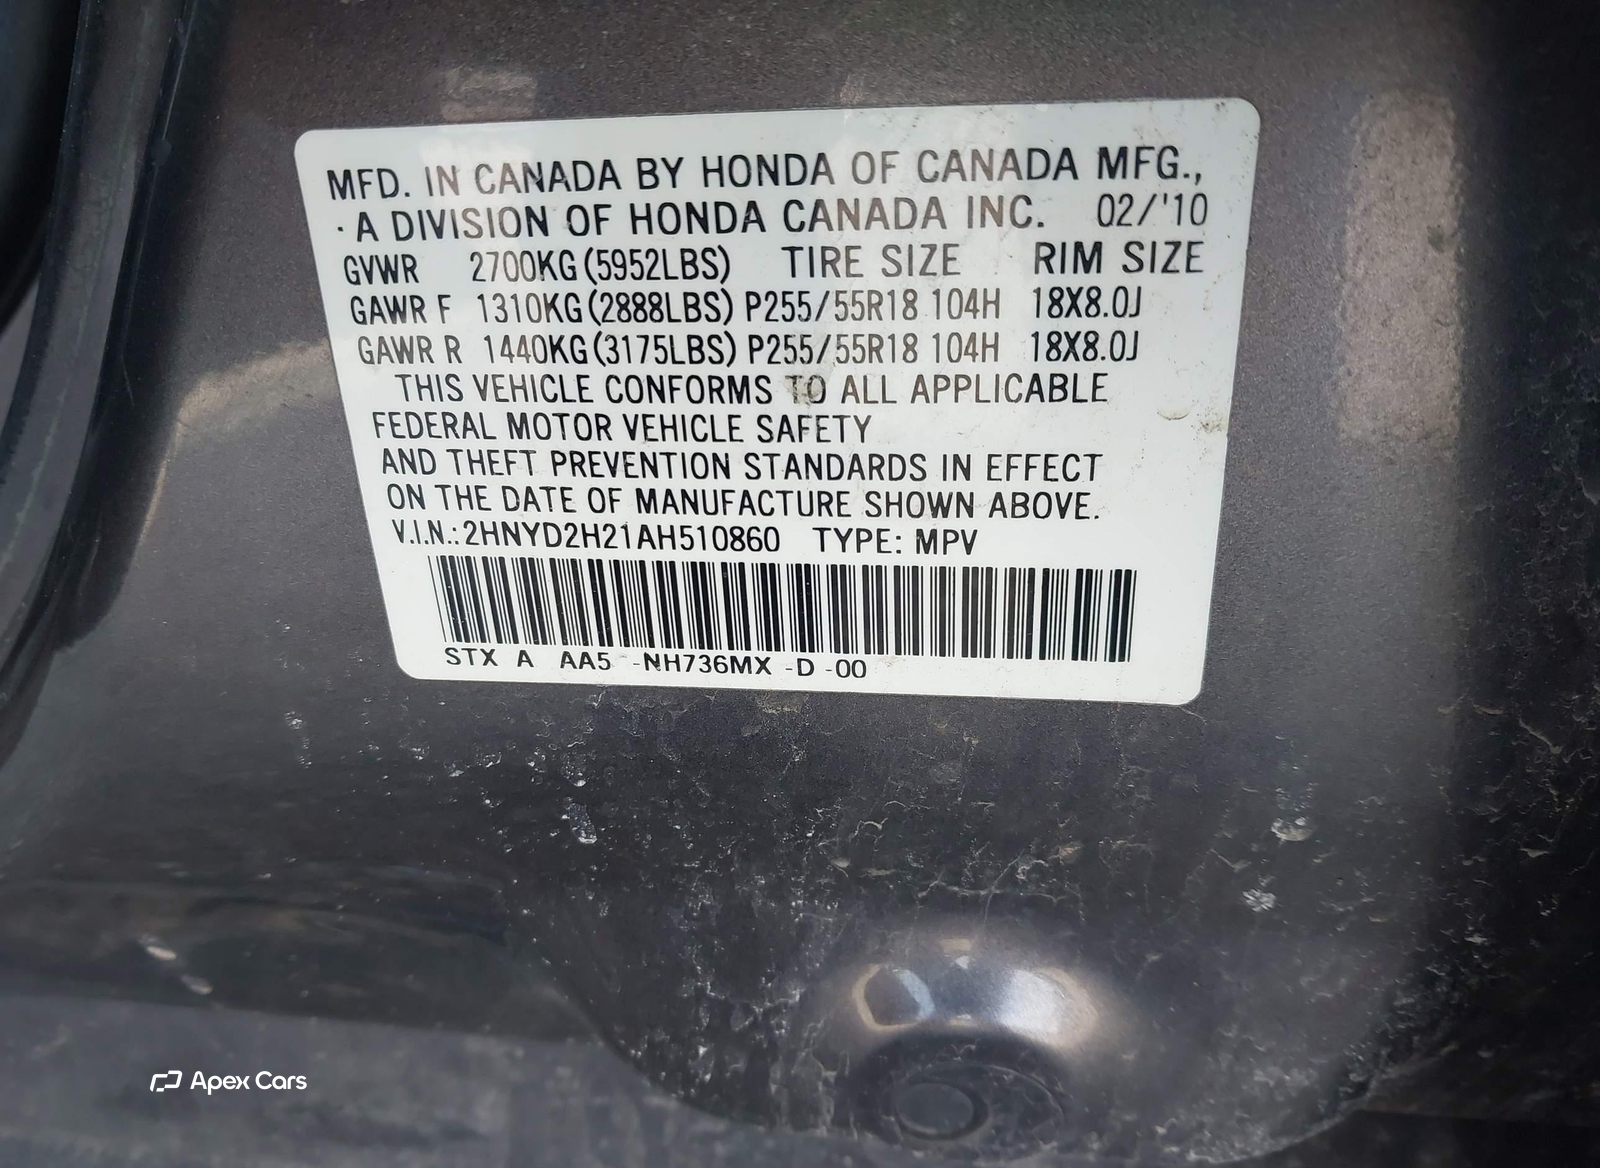 MFD. IN CANADA BY HONDA OF CANADA MFG.,
· A DIVISION OF HONDA CANADA INC. 02/'10
GVWR 2700KG(5952LBS) TIRE SIZE RIM SIZE
GAWR F 1310KG(2888LBS) P255/55R18 104H 18X8.0J
GAWR R 1440KG(3175LBS) P255/55R18 104H 18X8.0J
THIS VEHICLE CONFORMS TO ALL APPLICABLE
FEDERAL MOTOR VEHICLE SAFETY
AND THEFT PREVENTION STANDARDS IN EFFECT
ON THE DATE OF MANUFACTURE SHOWN ABOVE.
V.I.N.: 2HNYD2H21AH510860 TYPE: MPV
STX A AA5 -NH736MX -D -00
Apex Cars